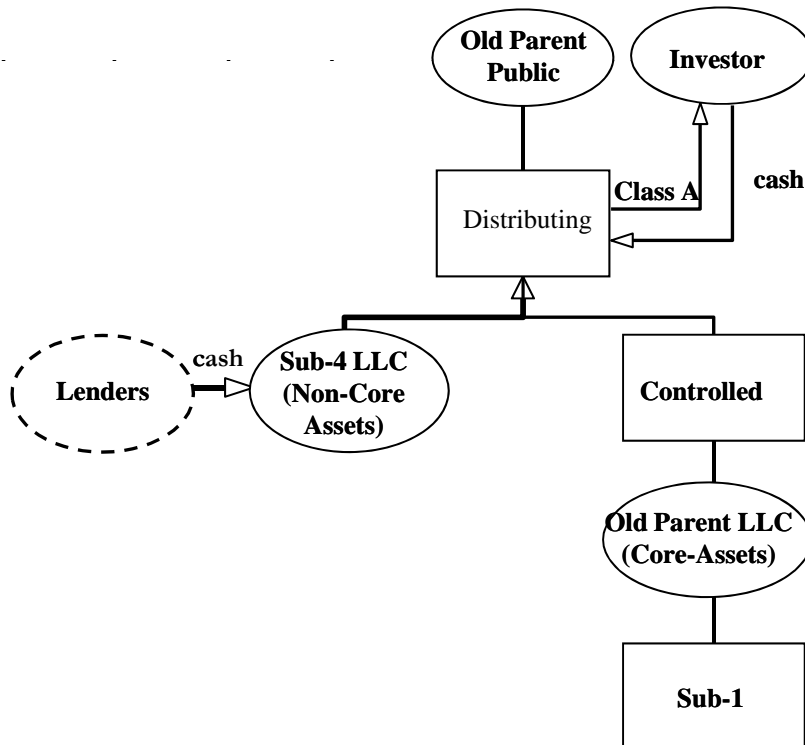 Old Parent
Public
Investor
Class A
cash
Distributing
cash
Lenders
Sub-4 LLC
(Non-Core
Assets)
Controlled
Old Parent LLC
(Core-Assets)
Sub-1